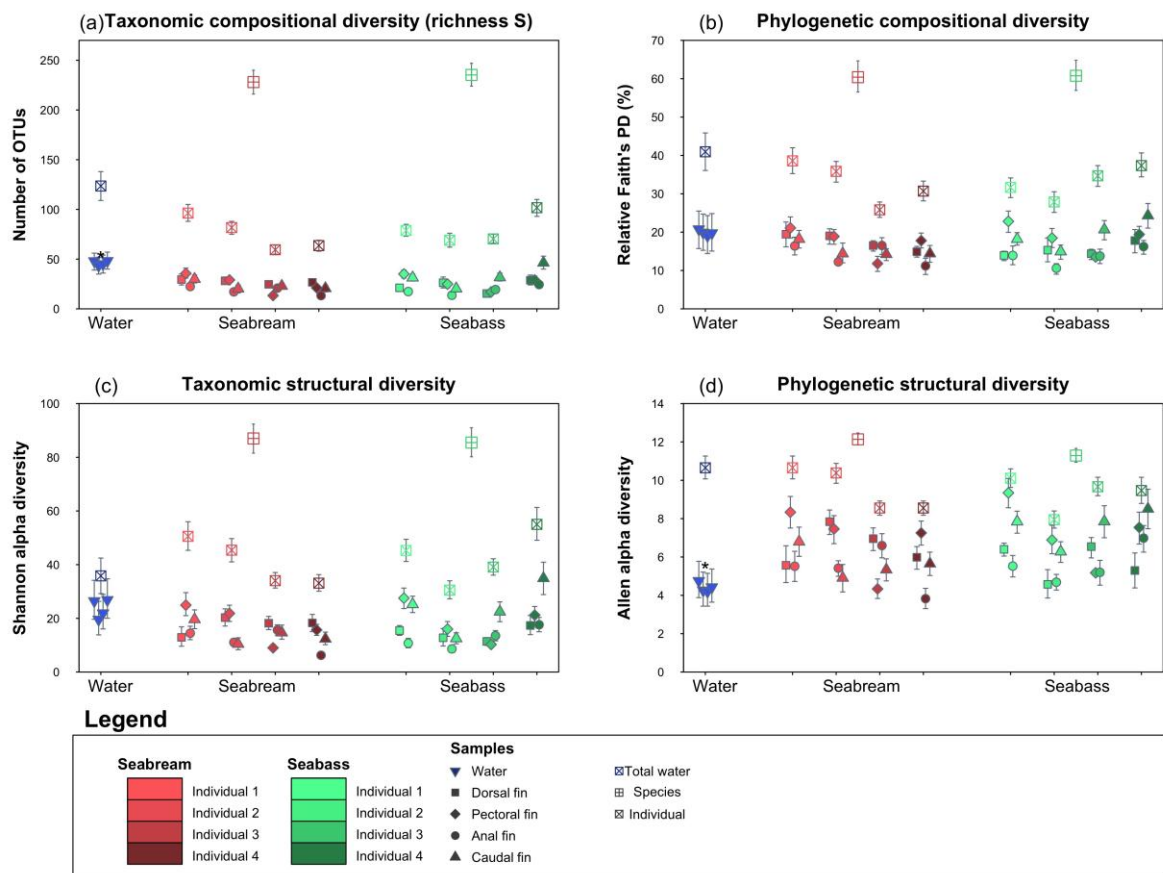 (a) Taxonomic compositional diversity (richness S)
Number of OTUs
250
200
150
100
50
0
*
Water Seabream Seabass
(b) Phylogenetic compositional diversity
Relative Faith's PD (%)
70
60
50
40
30
20
10
0
Water Seabream Seabass
(c) Taxonomic structural diversity
Shannon alpha diversity
100
80
60
40
20
0
Water Seabream Seabass
(d) Phylogenetic structural diversity
Allen alpha diversity
14
12
10
8
6
4
2
0
*
Water Seabream Seabass
Legend
Seabream
Individual 1
Individual 2
Individual 3
Individual 4
Seabass
Individual 1
Individual 2
Individual 3
Individual 4
Samples
Water
Dorsal fin
Pectoral fin
Anal fin
Caudal fin
Total water
Species
Individual